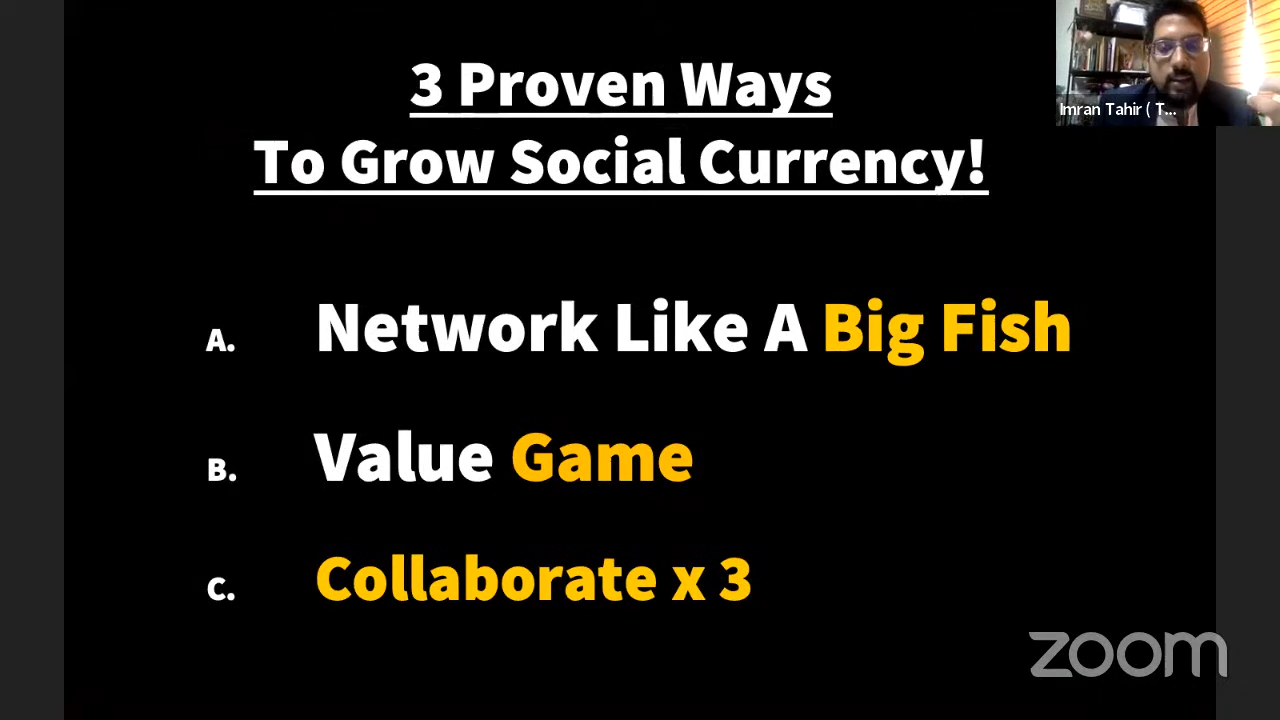 3 Proven Ways
To Grow Social Currency!
A. Network Like A Big Fish
B. Value Game
C. Collaborate x 3
Imran Tahir ( T...
zoom